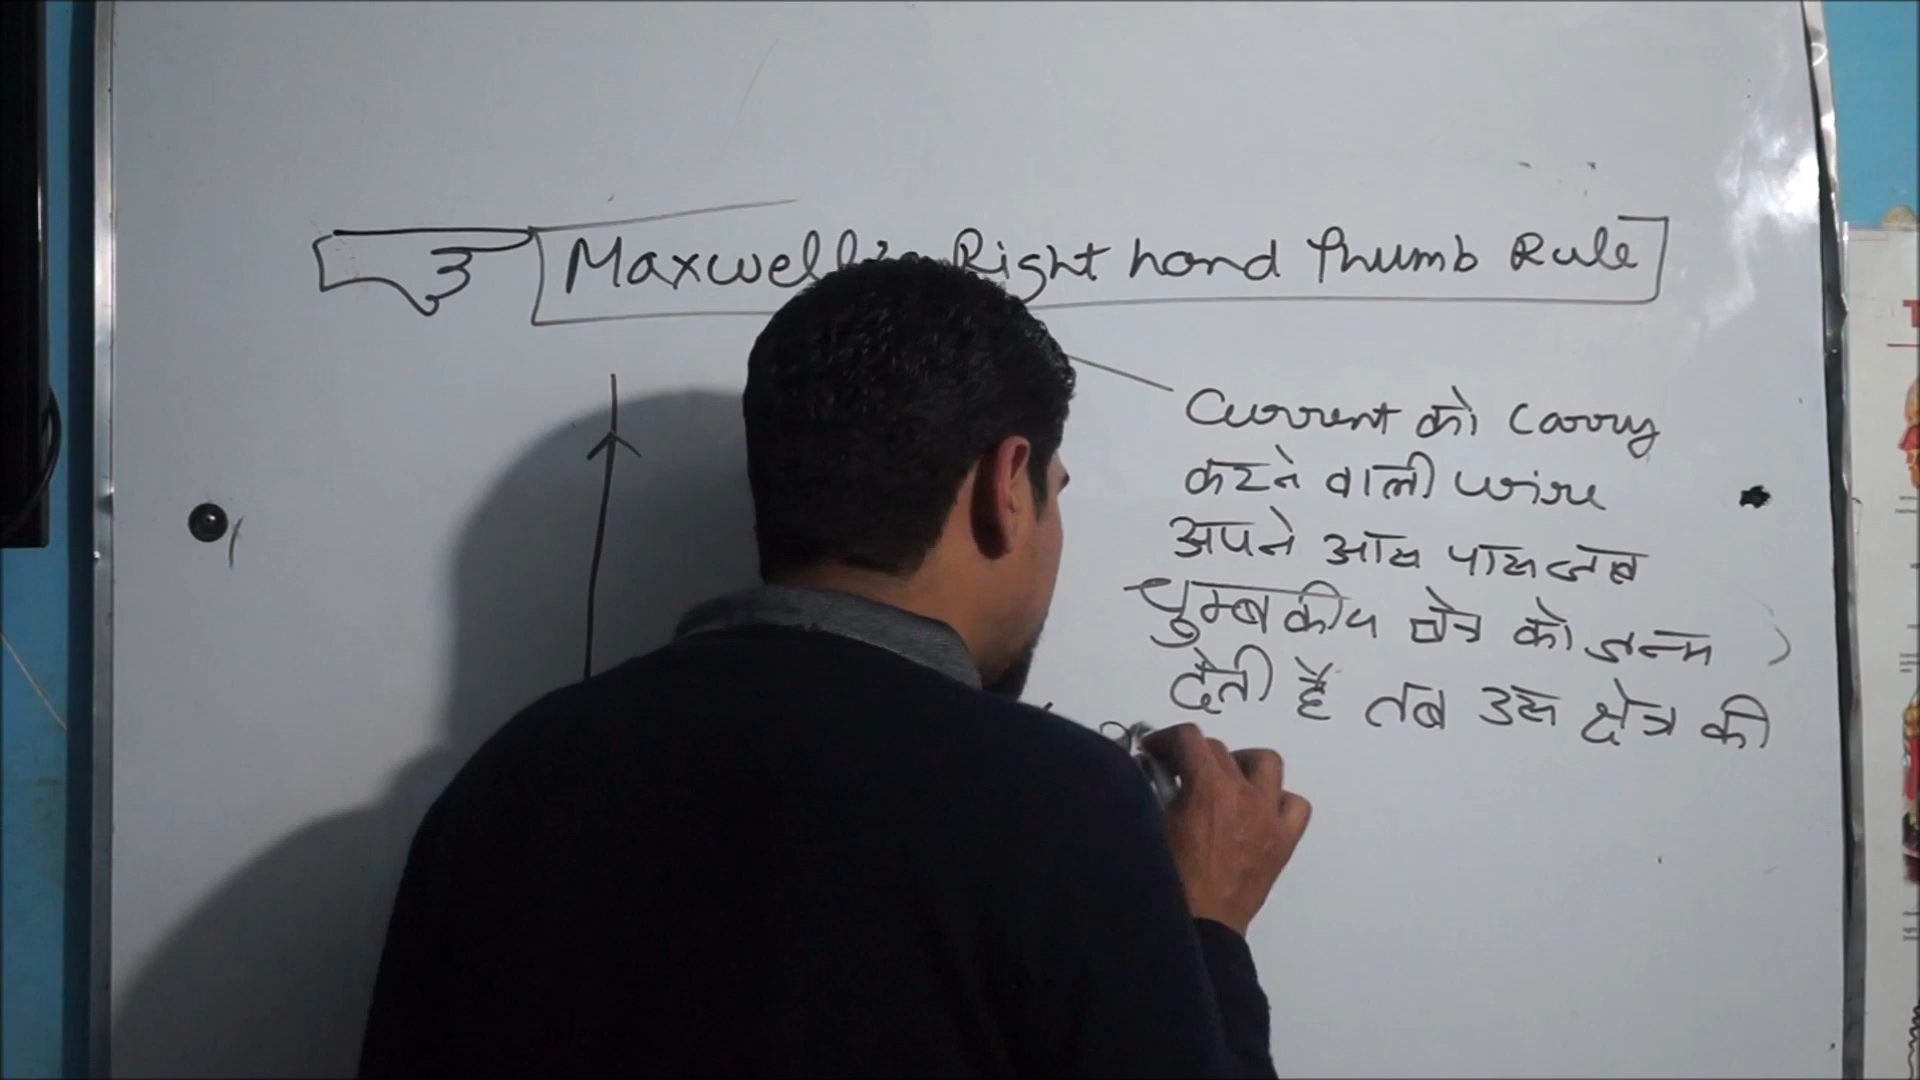 Maxwell's Right hand Thumb Rule
Current को carry
करने वाली wire
अपने आस पास जब
चुम्बकीय क्षेत्र को जन्म
देती है तब उस क्षेत्र की